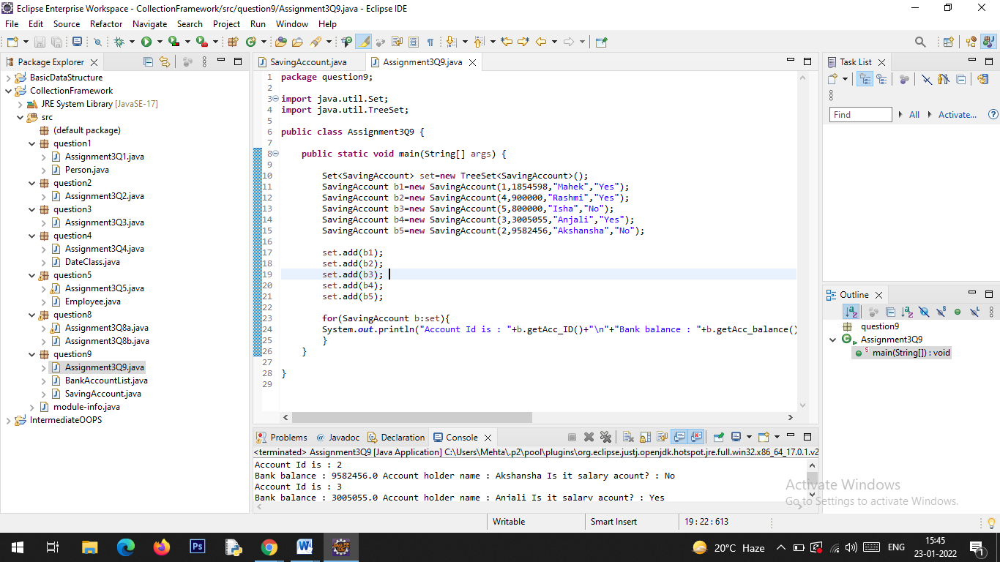 Eclipse Enterprise Workspace - CollectionFramework/src/question9/Assignment3Q9.java - Eclipse IDE
File Edit Source Refactor Navigate Search Project Run Window Help
Package Explorer
BasicDataStructure
CollectionFramework
JRE System Library [JavaSE-17]
src
(default package)
question1
Assignment3Q1.java
Person.java
question2
Assignment3Q2.java
question3
Assignment3Q3.java
question4
Assignment3Q4.java
DateClass.java
question5
Assignment3Q5.java
Employee.java
question8
Assignment3Q8a.java
Assignment3Q8b.java
question9
Assignment3Q9.java
BankAccountList.java
SavingAccount.java
module-info.java
IntermediateOOPS
SavingAccount.java Assignment3Q9.java
1 package question9;
2
3 import java.util.Set;
4 import java.util.TreeSet;
5
6 public class Assignment3Q9 {
7
8 public static void main(String[] args) {
9
10 Set<SavingAccount> set=new TreeSet<SavingAccount>();
11 SavingAccount b1=new SavingAccount(1,1854598,"Mahek","Yes");
12 SavingAccount b2=new SavingAccount(4,900000,"Rashmi","Yes");
13 SavingAccount b3=new SavingAccount(5,800000,"Isha","No");
14 SavingAccount b4=new SavingAccount(3,3005055,"Anjali","Yes");
15 SavingAccount b5=new SavingAccount(2,9582456,"Akshansha","No");
16
17 set.add(b1);
18 set.add(b2);
19 set.add(b3);
20 set.add(b4);
21 set.add(b5);
22
23 for(SavingAccount b:set){
24 System.out.println("Account Id is : "+b.getAcc_ID()+"\n"+"Bank balance : "+b.getAcc_balance()
25 }
26 }
27
28 }
29
Problems @ Javadoc Declaration Console
<terminated> Assignment3Q9 [Java Application] C:\Users\Mehta\.p2\pool\plugins\org.eclipse.justj.openjdk.hotspot.jre.full.win32.x86_64_17.0.1.v2
Account Id is : 2
Bank balance : 9582456.0 Account holder name : Akshansha Is it salary acount? : No
Account Id is : 3
Bank balance : 3005055.0 Account holder name : Anjali Is it salary acount? : Yes
Task List
Find All Activate...
Outline
question9
Assignment3Q9
main(String[]) : void
Activate Windows
Go to Settings to activate Windows.
Writable Smart Insert 19 : 22 : 613
20°C Haze ENG 15:45
23-01-2022
1